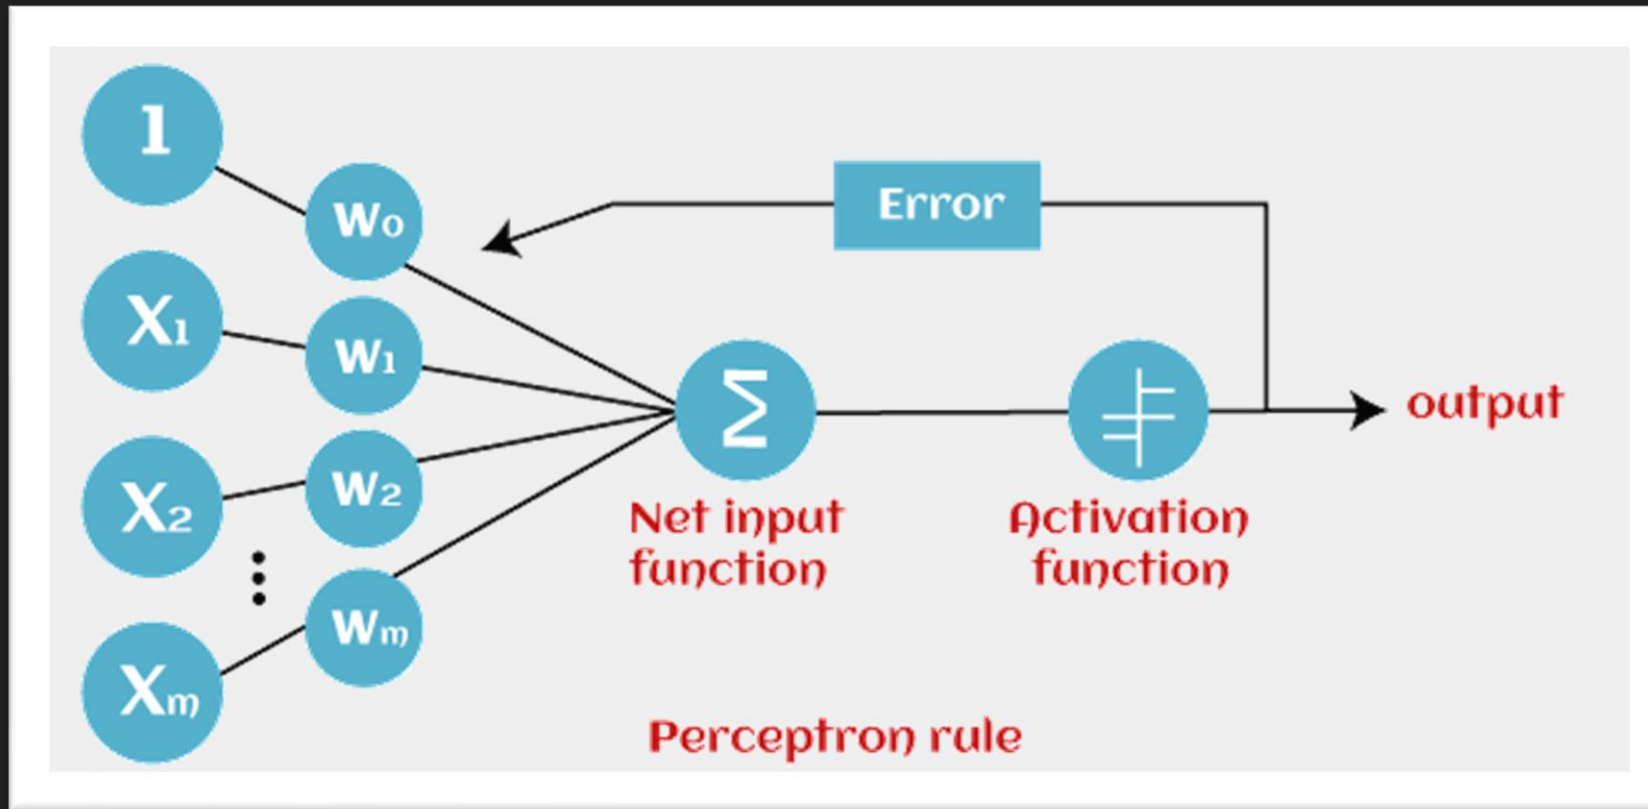 1
W0
Error
X1
W1
Σ
output
X2
W2
Net input
function
Activation
function
Wm
Xm
Perceptron rule